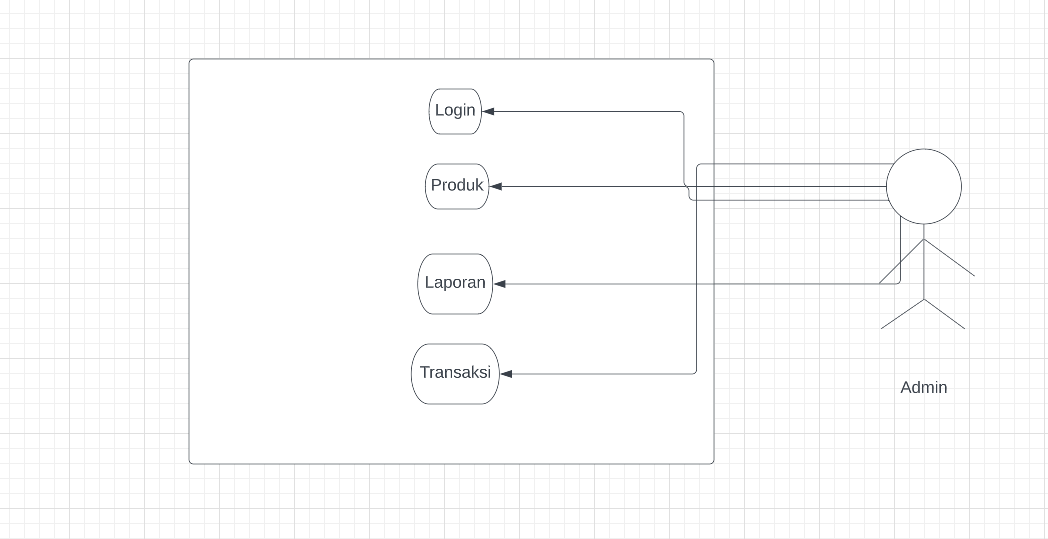 Login
Produk
Laporan
Transaksi
Admin